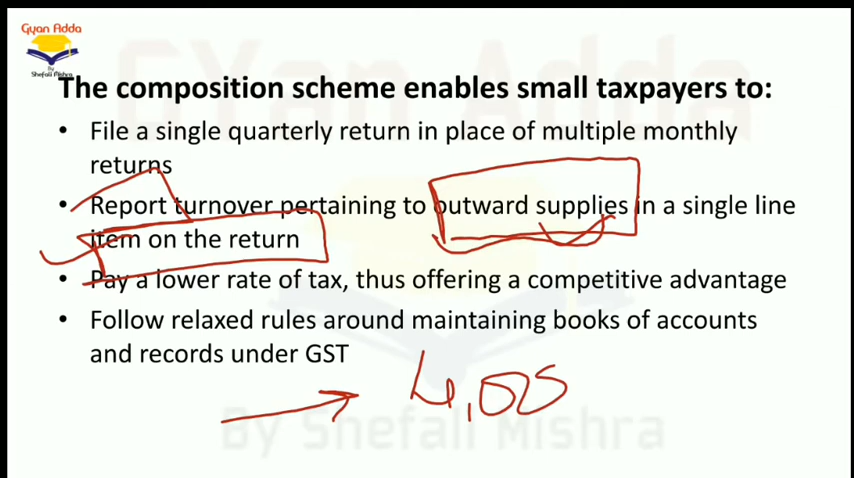 Gyan Adda
By
Shefali Mishra
The composition scheme enables small taxpayers to:
• File a single quarterly return in place of multiple monthly
returns
• Report turnover pertaining to outward supplies in a single line
item on the return
• Pay a lower rate of tax, thus offering a competitive advantage
• Follow relaxed rules around maintaining books of accounts
and records under GST
GYan Adda
By Shefali Mishra